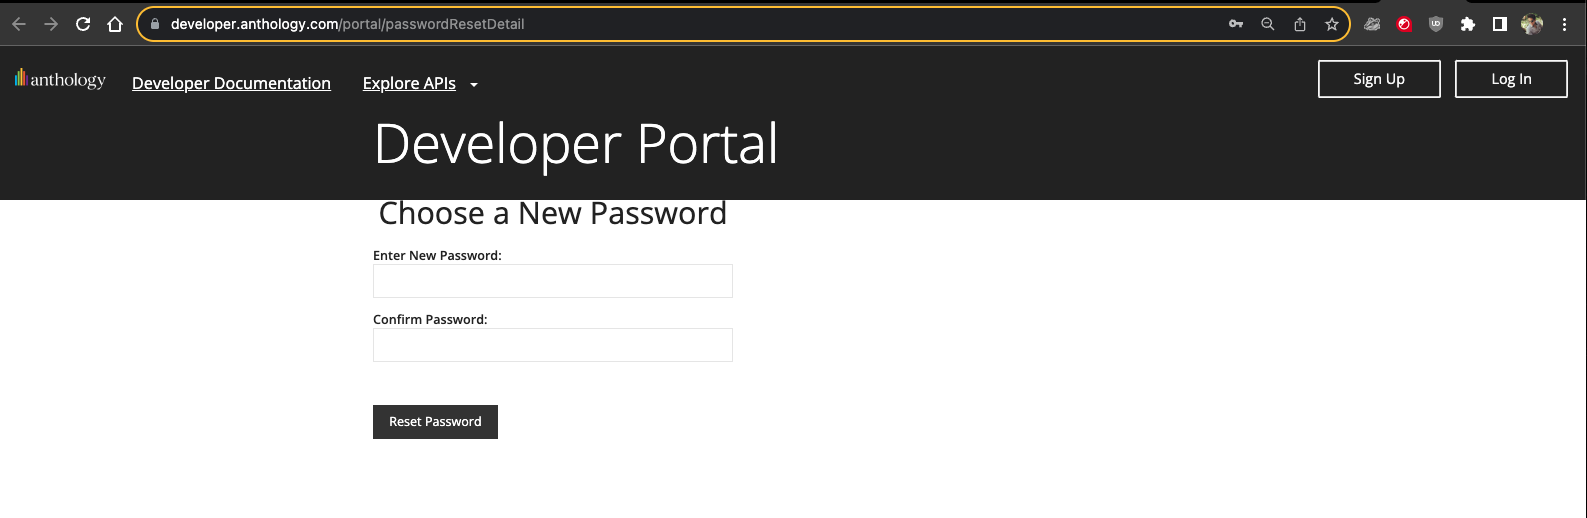 developer.anthology.com/portal/passwordResetDetail
anthology Developer Documentation Explore APIs Sign Up Log In
Developer Portal
Choose a New Password
Enter New Password:
Confirm Password:
Reset Password